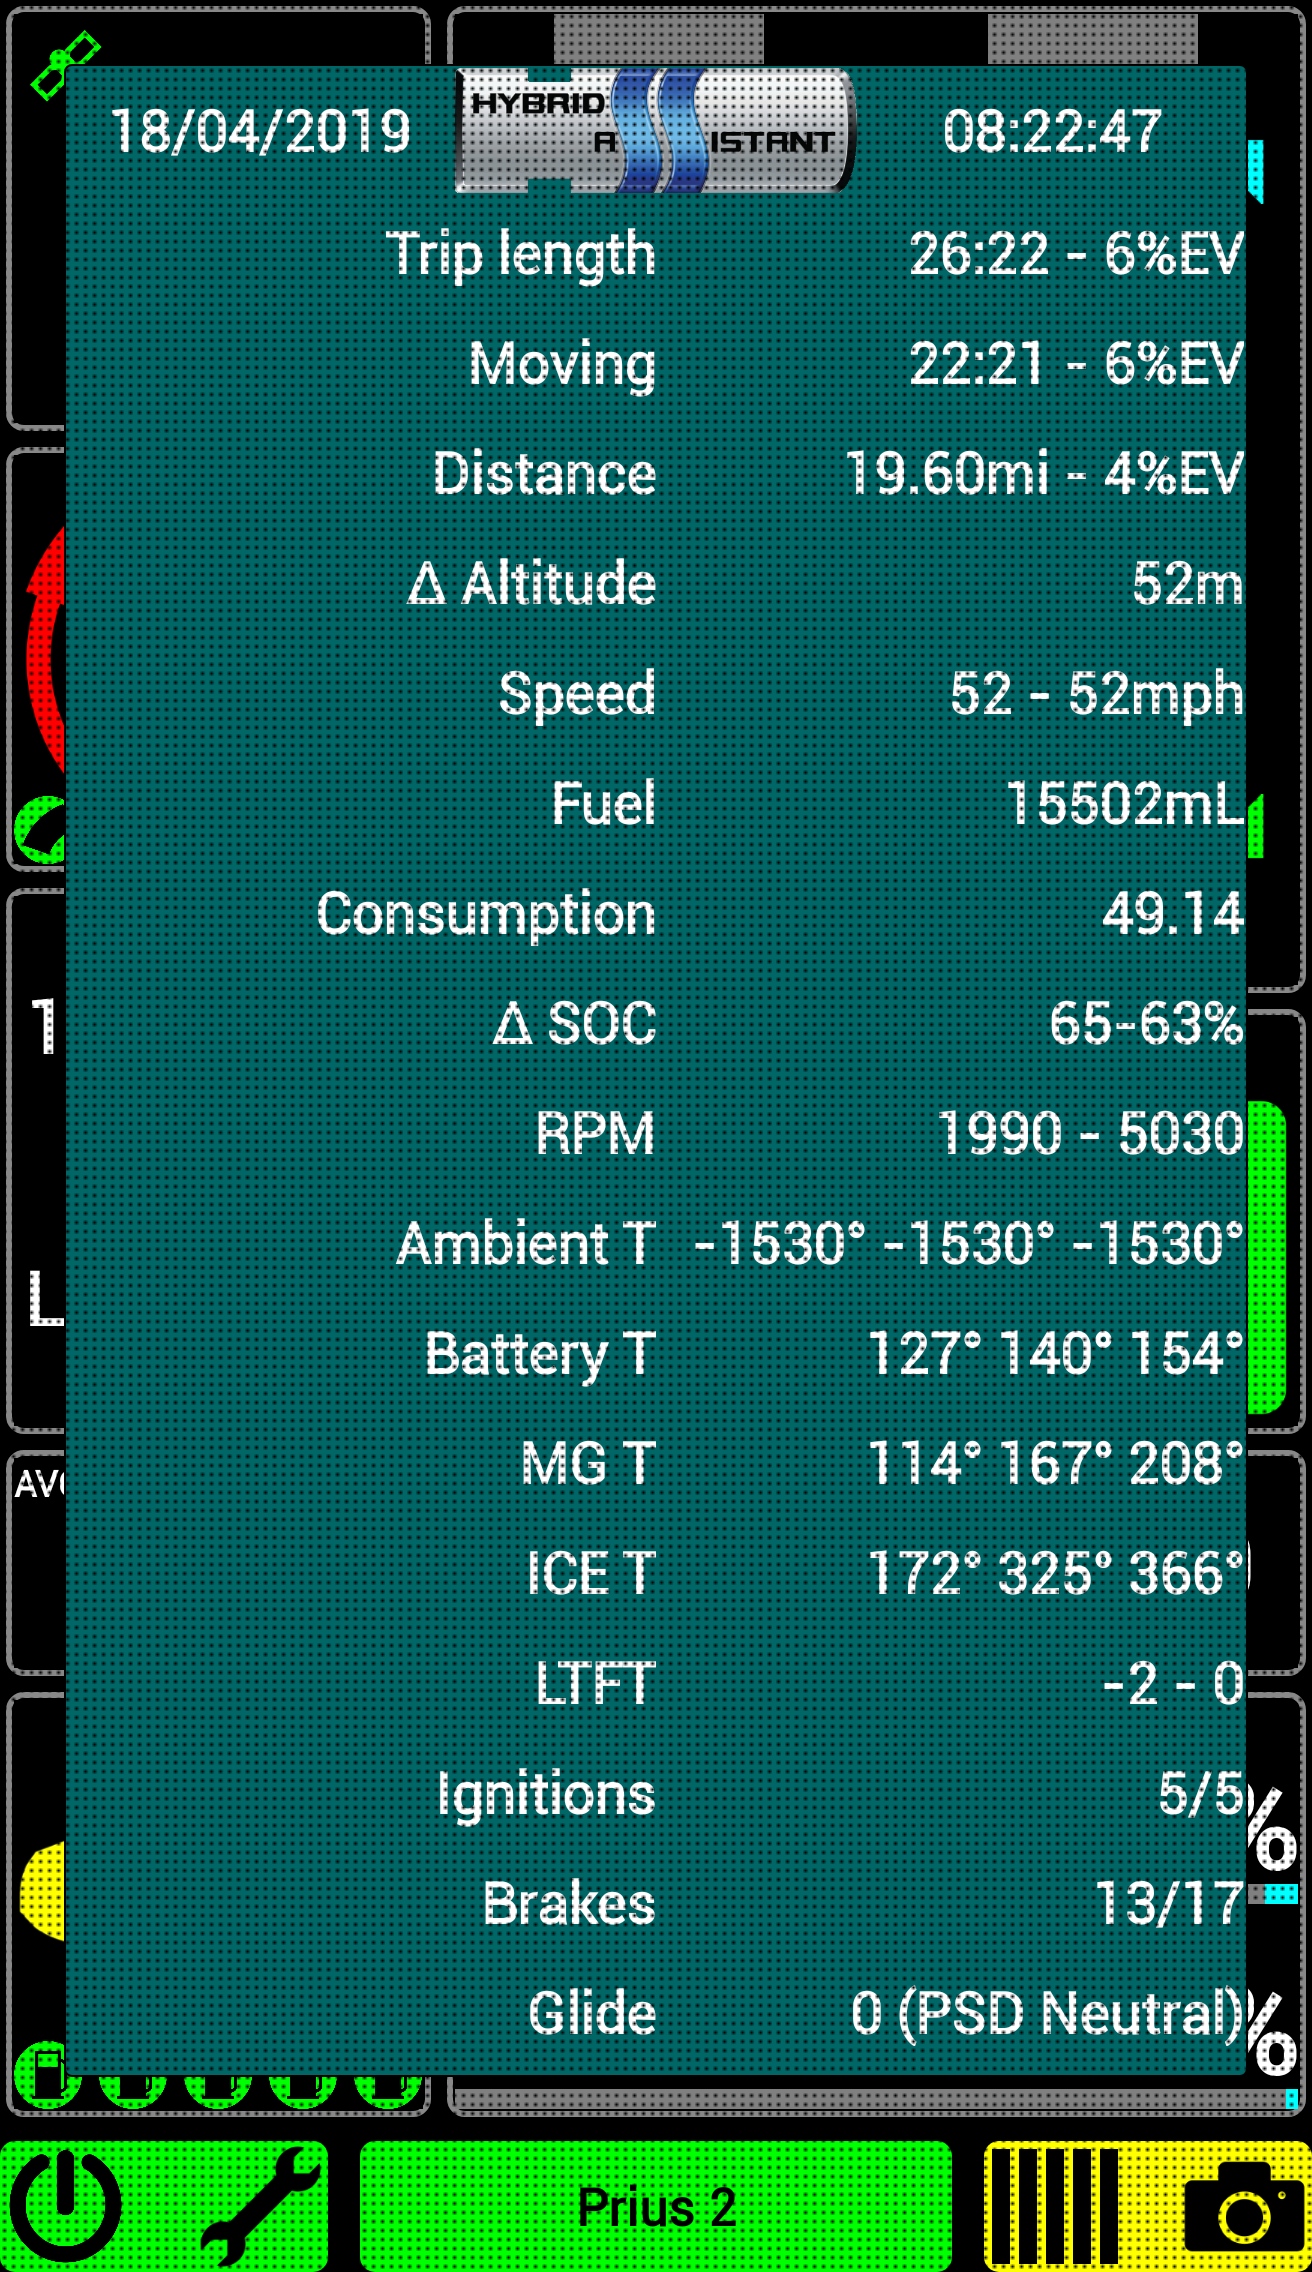 18/04/2019 HYBRID ASSISTANT 08:22:47
Trip length 26:22 - 6%EV
Moving 22:21 - 6%EV
Distance 19.60mi - 4%EV
Δ Altitude 52m
Speed 52 - 52mph
Fuel 15502mL
Consumption 49.14
Δ SOC 65-63%
1
RPM 1990 - 5030
Ambient T -1530° -1530° -1530°
L
Battery T 127° 140° 154°
MG T 114° 167° 208°
ICE T 172° 325° 366°
LTFT -2 - 0
Ignitions 5/5
%
Brakes 13/17
Glide 0 (PSD Neutral)
%
Prius 2